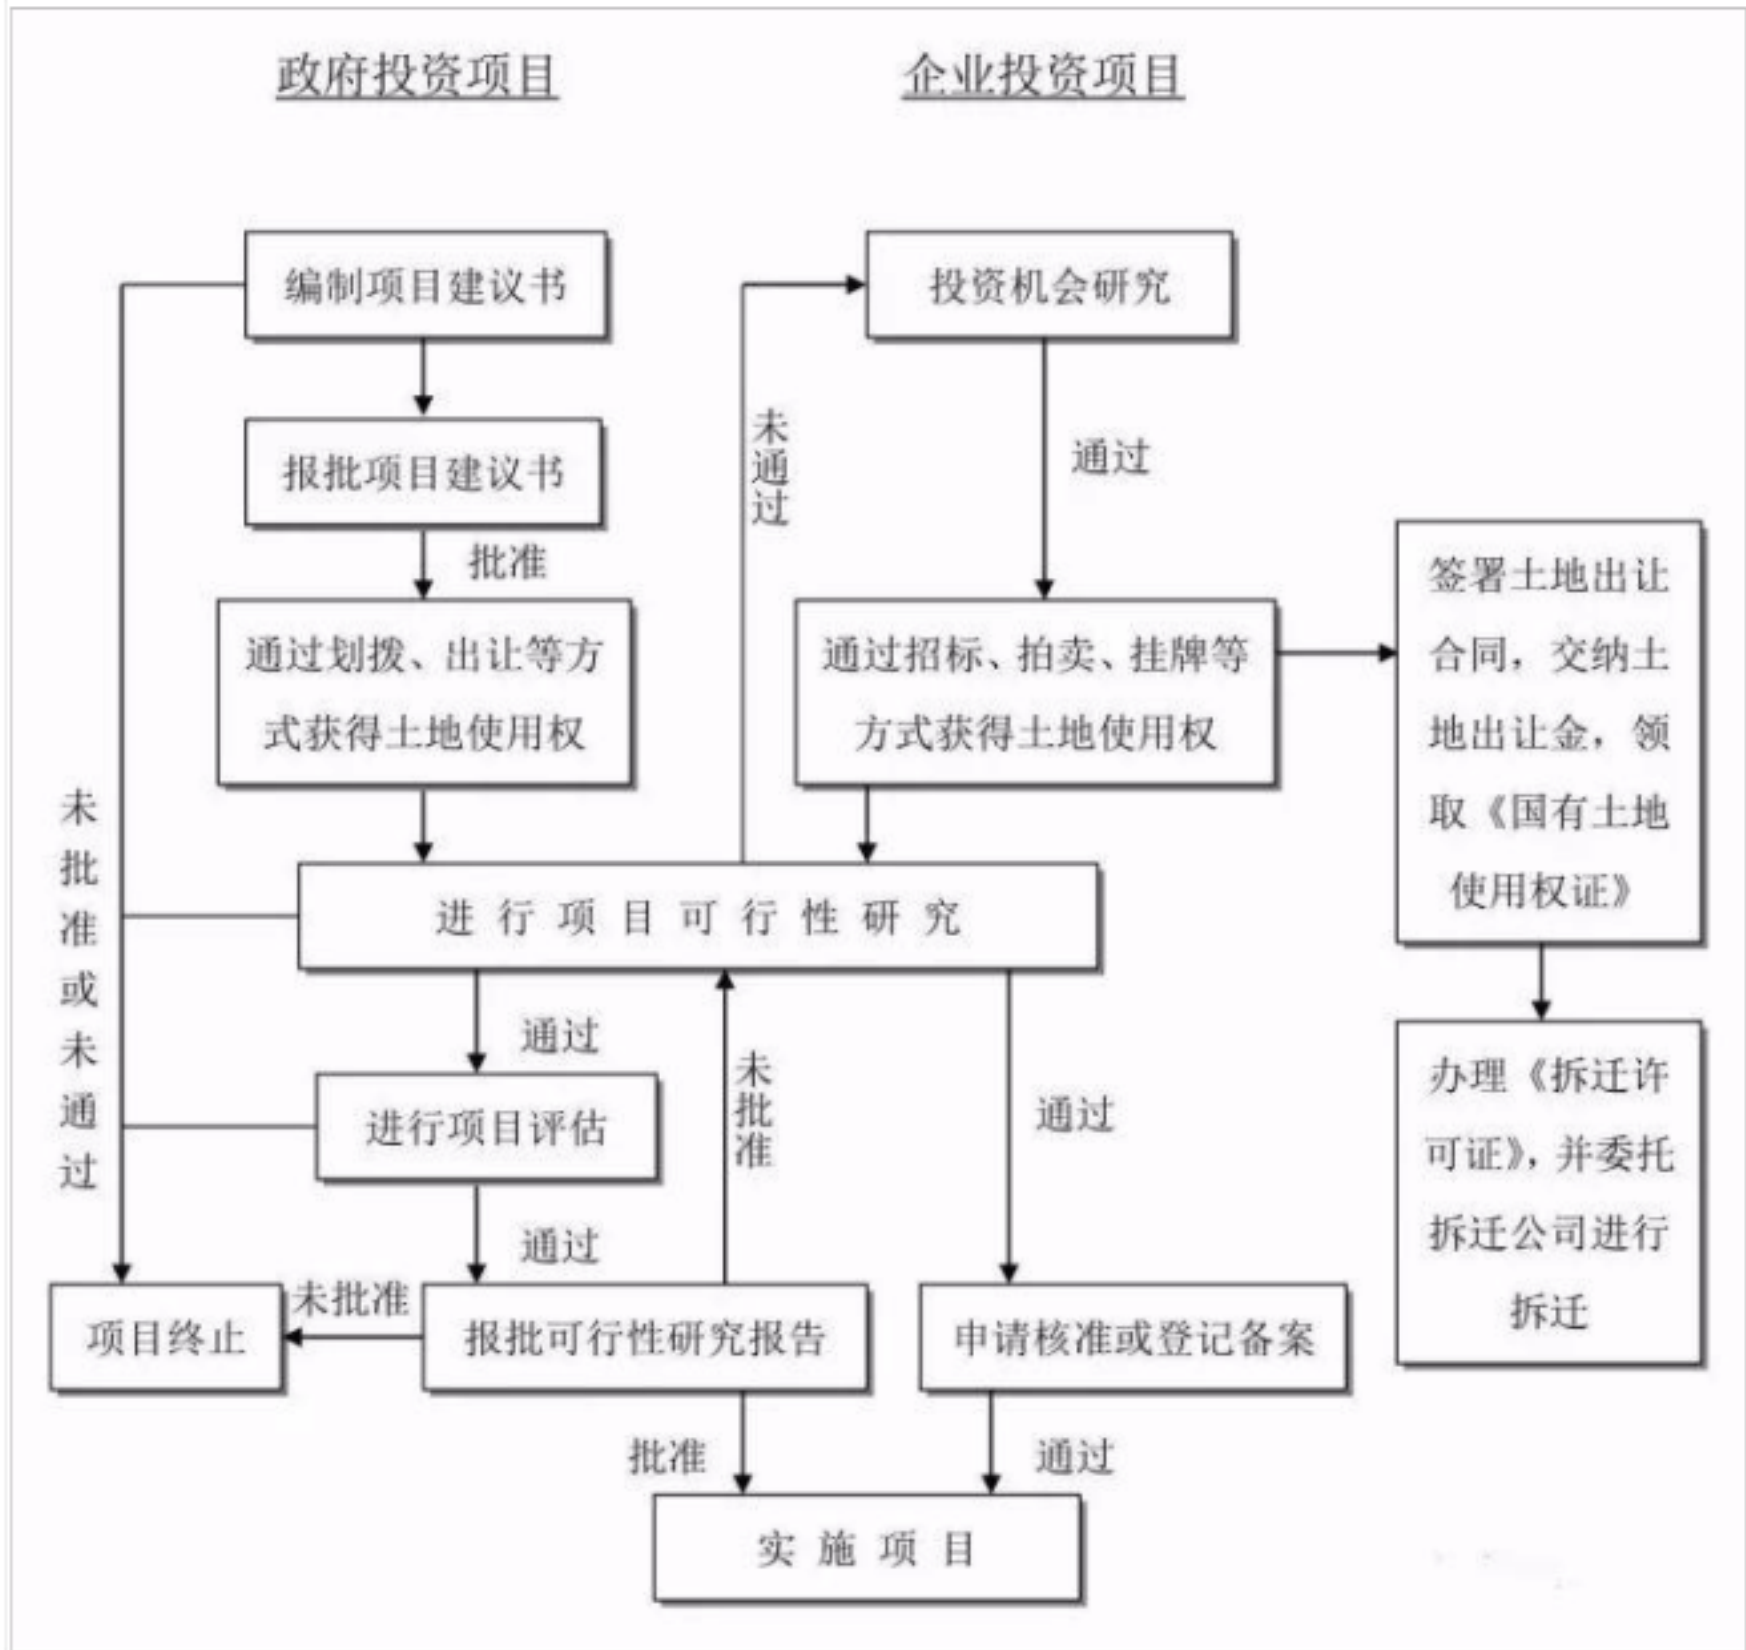 政府投资项目
企业投资项目
编制项目建议书
投资机会研究
报批项目建议书
未通过
通过
批准
通过划拨、出让等方
式获得土地使用权
通过招标、拍卖、挂牌等
方式获得土地使用权
签署土地出让
合同，交纳土
地出让金，领
取《国有土地
使用权证》
未批准或未通过
进行项目可行性研究
通过
未批准
通过
进行项目评估
办理《拆迁许
可证》，并委托
拆迁公司进行
拆迁
通过
项目终止
未批准
报批可行性研究报告
申请核准或登记备案
批准
通过
实施项目